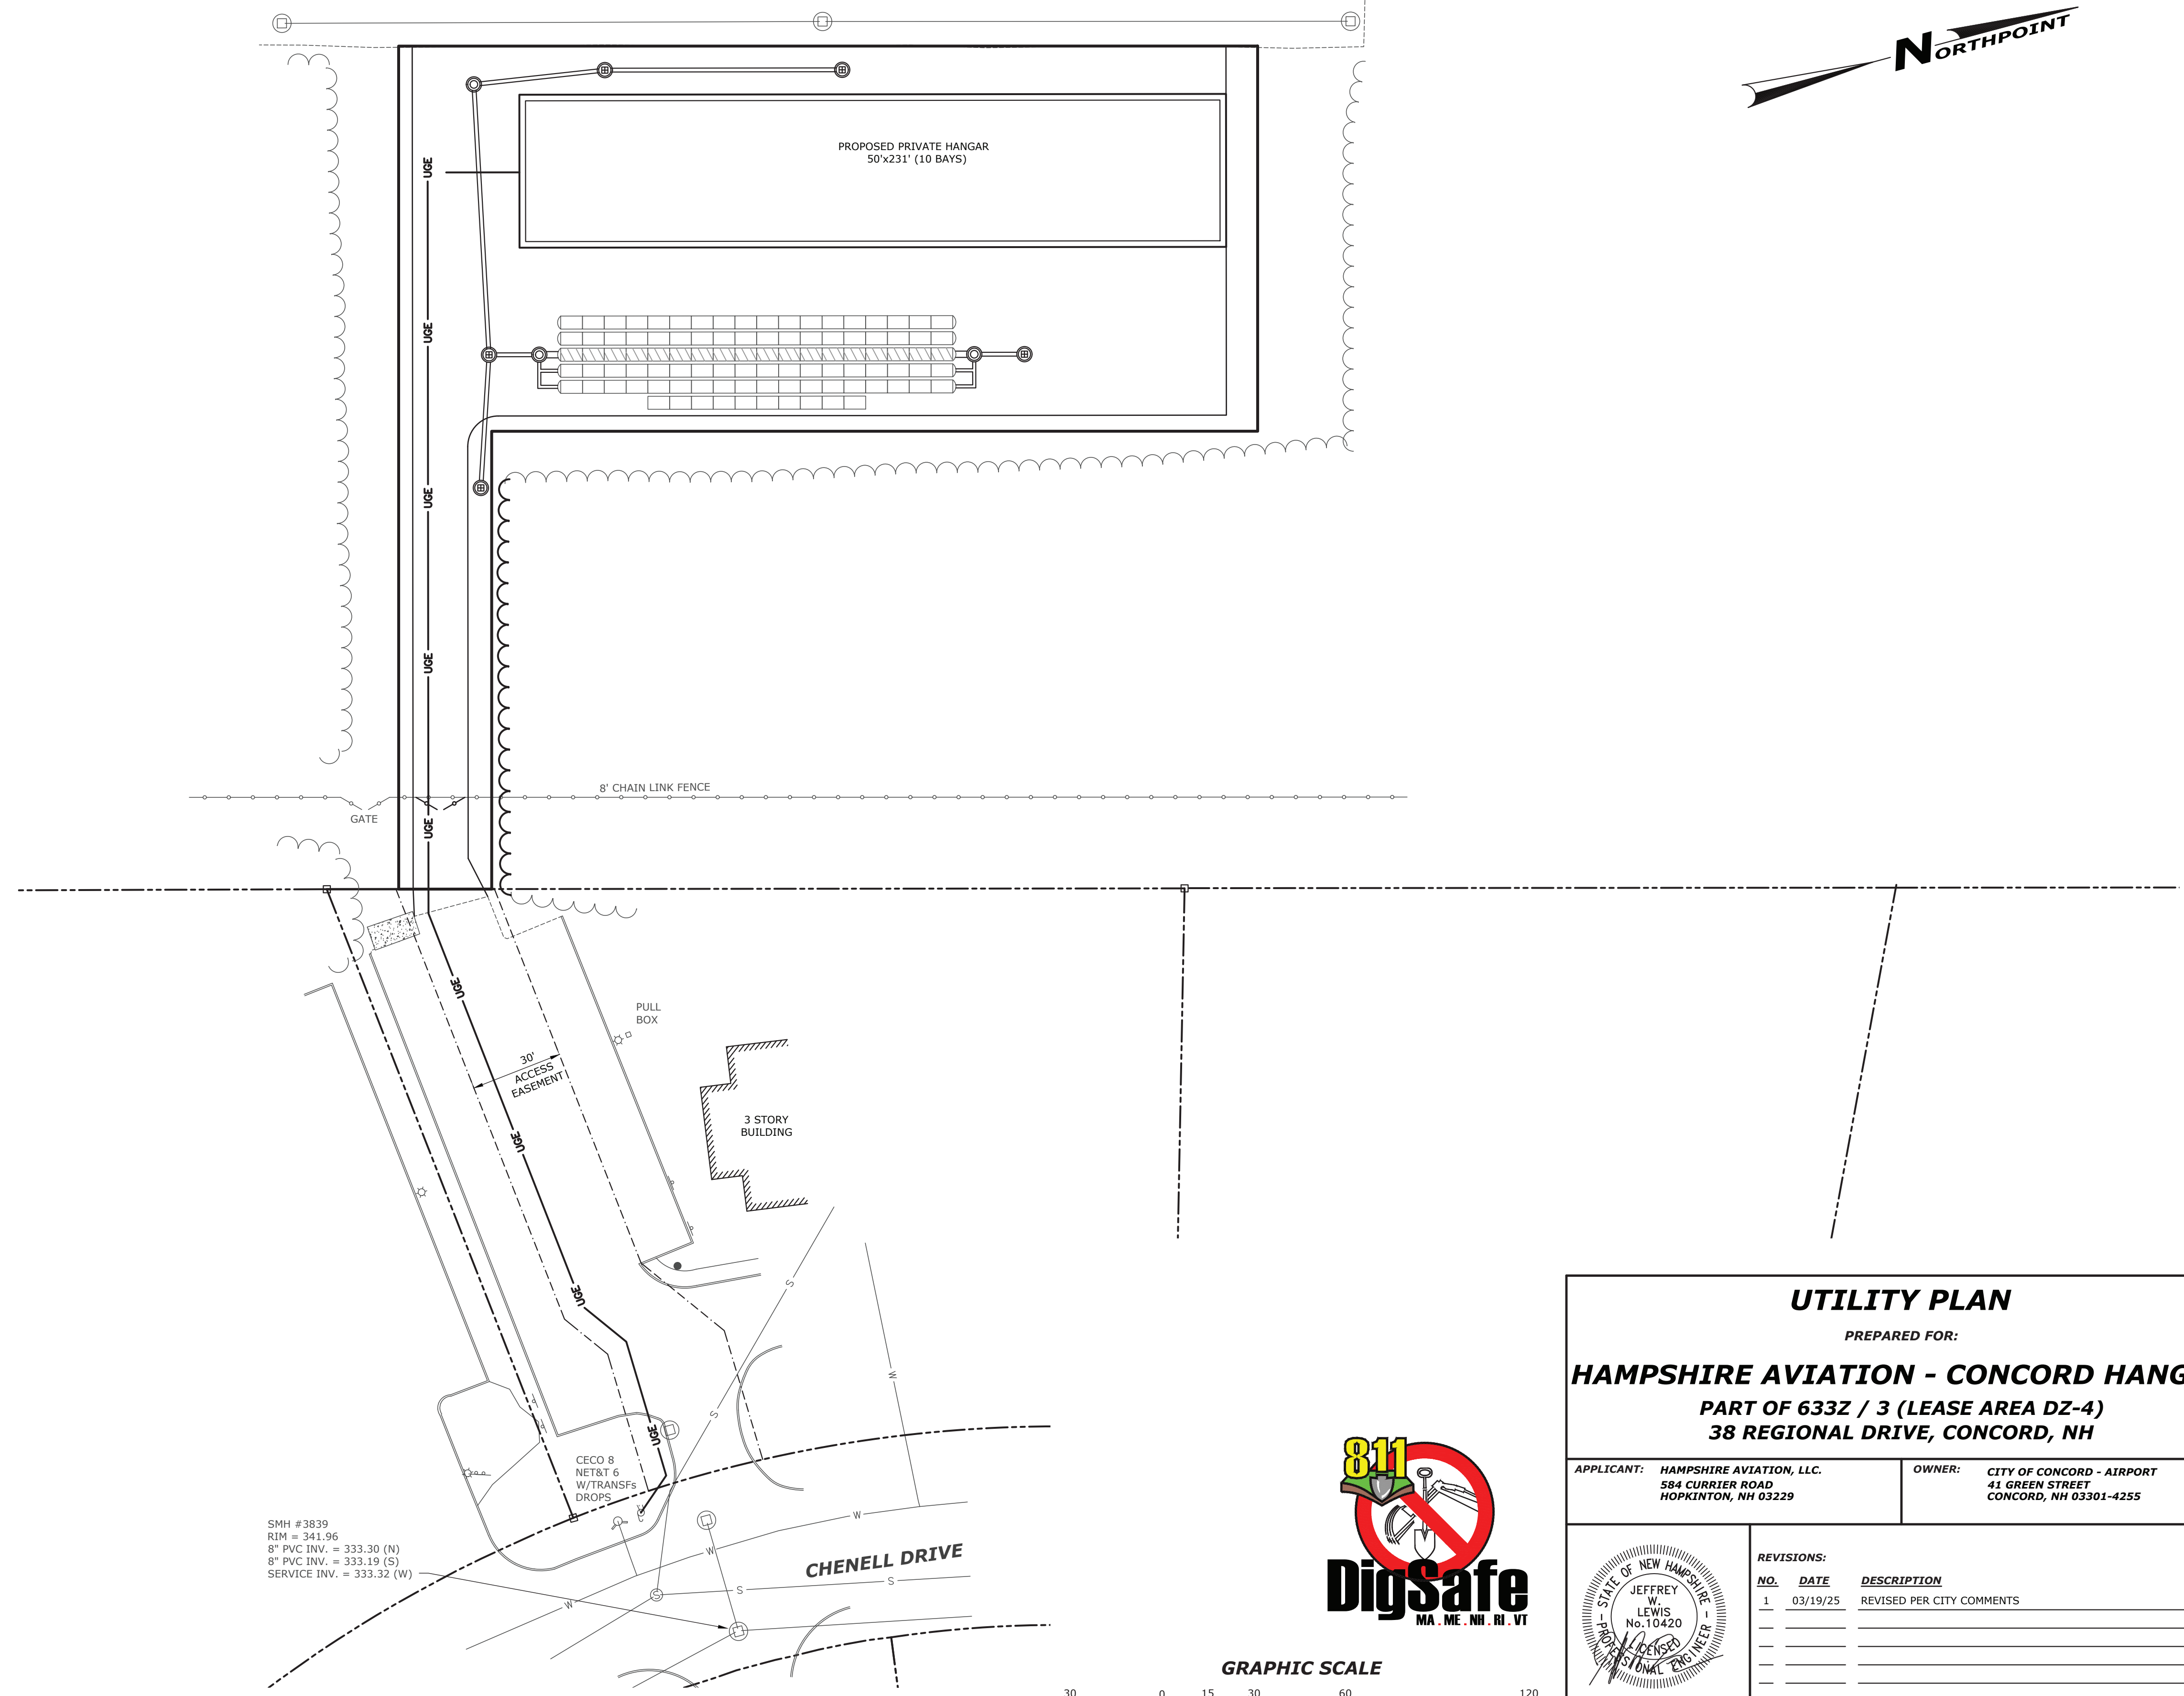 NORTHPOINT
PROPOSED PRIVATE HANGAR
50'x231' (10 BAYS)
UGE
UGE
UGE
UGE
8' CHAIN LINK FENCE
GATE
UGE
UGE
PULL
BOX
30'
ACCESS
EASEMENT
3 STORY
BUILDING
UGE
S
UGE
W
S
UGE
CECO 8
NET&T 6
W/TRANSFs
DROPS
W
SMH #3839
RIM = 341.96
8" PVC INV. = 333.30 (N)
8" PVC INV. = 333.19 (S)
SERVICE INV. = 333.32 (W)
W
CHENELL DRIVE
S
S
S
W
811
DigSafe
MA . ME . NH . RI . VT
GRAPHIC SCALE
30 0 15 30 60 120
UTILITY PLAN
PREPARED FOR:
HAMPSHIRE AVIATION - CONCORD HANG
PART OF 633Z / 3 (LEASE AREA DZ-4)
38 REGIONAL DRIVE, CONCORD, NH
APPLICANT: HAMPSHIRE AVIATION, LLC.
584 CURRIER ROAD
HOPKINTON, NH 03229
OWNER: CITY OF CONCORD - AIRPORT
41 GREEN STREET
CONCORD, NH 03301-4255
STATE OF NEW HAMPSHIRE
JEFFREY
W.
LEWIS
No.10420
LICENSED
PROFESSIONAL ENGINEER
REVISIONS:
NO. DATE DESCRIPTION
1 03/19/25 REVISED PER CITY COMMENTS